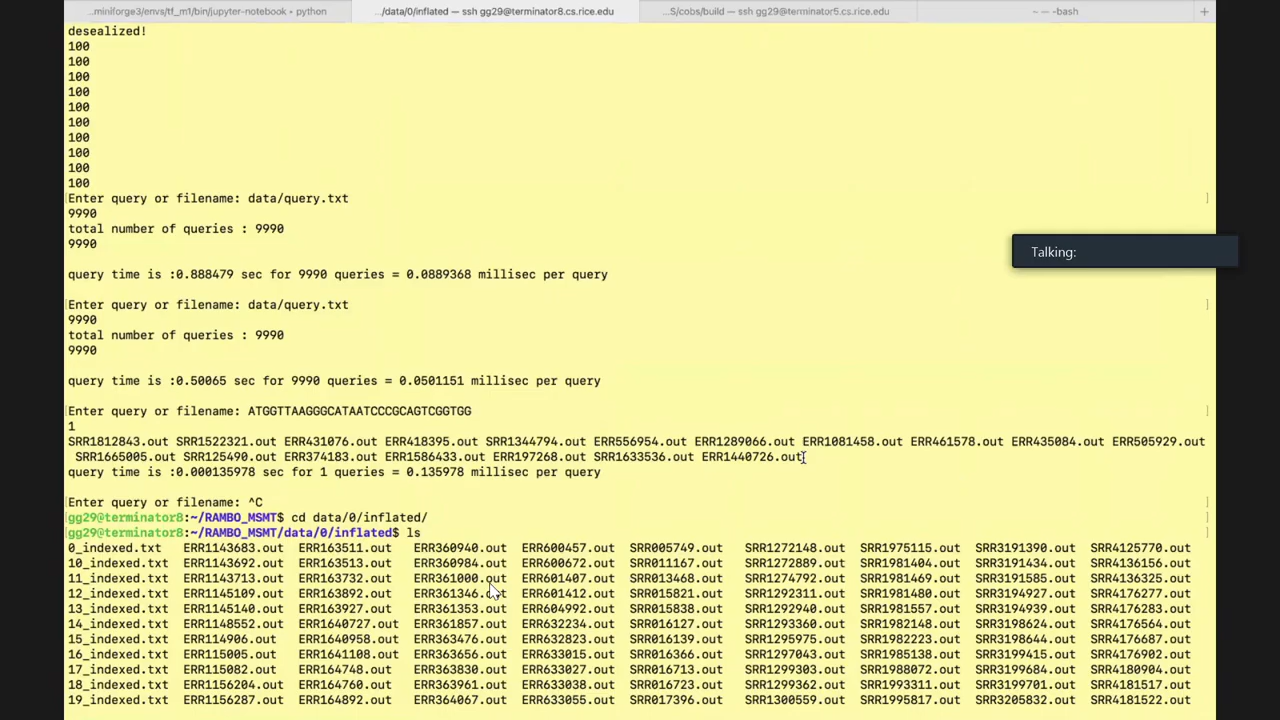 ...miniforge3/envs/tf_m1/bin/jupyter-notebook • python
.../data/0/inflated — ssh gg29@terminator8.cs.rice.edu
...S/cobs/build — ssh gg29@terminator5.cs.rice.edu
~ — -bash
+
desealized!
100
100
100
100
100
100
100
100
100
100
Enter query or filename: data/query.txt
9990
total number of queries : 9990
9990
query time is :0.888479 sec for 9990 queries = 0.0889368 millisec per query
Enter query or filename: data/query.txt
9990
total number of queries : 9990
9990
query time is :0.50065 sec for 9990 queries = 0.0501151 millisec per query
Enter query or filename: ATGGTTAAGGGCATAATCCCGCAGTCGGTGG
1
SRR1812843.out SRR1522321.out ERR431076.out ERR418395.out SRR1344794.out ERR556954.out ERR1289066.out ERR1081458.out ERR461578.out ERR435084.out ERR505929.out
SRR1665005.out SRR125490.out ERR374183.out ERR1586433.out ERR197268.out SRR1633536.out ERR1440726.out
query time is :0.000135978 sec for 1 queries = 0.135978 millisec per query
Enter query or filename: ^C
gg29@terminator8:~/RAMBO_MSMT$ cd data/0/inflated/
gg29@terminator8:~/RAMBO_MSMT/data/0/inflated$ ls
0_indexed.txt ERR1143683.out ERR163511.out ERR360940.out ERR600457.out SRR005749.out SRR1272148.out SRR1975115.out SRR3191390.out SRR4125770.out
10_indexed.txt ERR1143692.out ERR163513.out ERR360984.out ERR600672.out SRR011167.out SRR1272889.out SRR1981404.out SRR3191434.out SRR4136156.out
11_indexed.txt ERR1143713.out ERR163732.out ERR361000.out ERR601407.out SRR013468.out SRR1274792.out SRR1981469.out SRR3191585.out SRR4136325.out
12_indexed.txt ERR1145109.out ERR163892.out ERR361346.out ERR601412.out SRR015821.out SRR1292311.out SRR1981480.out SRR3194927.out SRR4176277.out
13_indexed.txt ERR1145140.out ERR163927.out ERR361353.out ERR604992.out SRR015838.out SRR1292940.out SRR1981557.out SRR3194939.out SRR4176283.out
14_indexed.txt ERR1148552.out ERR1640727.out ERR361857.out ERR632234.out SRR016127.out SRR1293360.out SRR1982148.out SRR3198624.out SRR4176564.out
15_indexed.txt ERR114906.out ERR1640958.out ERR363476.out ERR632823.out SRR016139.out SRR1295975.out SRR1982223.out SRR3198644.out SRR4176687.out
16_indexed.txt ERR115005.out ERR1641108.out ERR363656.out ERR633015.out SRR016366.out SRR1297043.out SRR1985138.out SRR3199415.out SRR4176902.out
17_indexed.txt ERR115082.out ERR164748.out ERR363830.out ERR633027.out SRR016713.out SRR1299303.out SRR1988072.out SRR3199684.out SRR4180904.out
18_indexed.txt ERR1156204.out ERR164760.out ERR363961.out ERR633038.out SRR016723.out SRR1299362.out SRR1993311.out SRR3199701.out SRR4181517.out
19_indexed.txt ERR1156287.out ERR164892.out ERR364067.out ERR633055.out SRR017396.out SRR1300559.out SRR1995817.out SRR3205832.out SRR4181522.out
Talking: